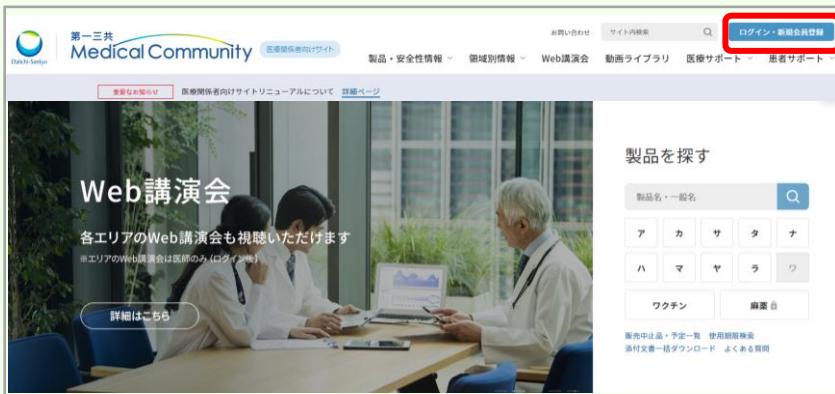 お問い合わせ
サイト内検索
ログイン・新規会員登録
Daiichi-Sankyo
第一三共
Medical Community
医療関係者向けサイト
製品・安全性情報
領域別情報
Web講演会
動画ライブラリ
医療サポート
患者サポート
重要なお知らせ
医療関係者向けサイトリニューアルについて 詳細ページ
Web講演会
各エリアのWeb講演会も視聴いただけます
※エリアのWeb講演会は医師のみ(ログイン後)
詳細はこちら
製品を探す
製品名・一般名
ア カ サ タ ナ
ハ マ ヤ ラ ワ
ワクチン 麻薬
販売中止品・予定一覧 使用期限検索
添付文書一括ダウンロード よくある質問